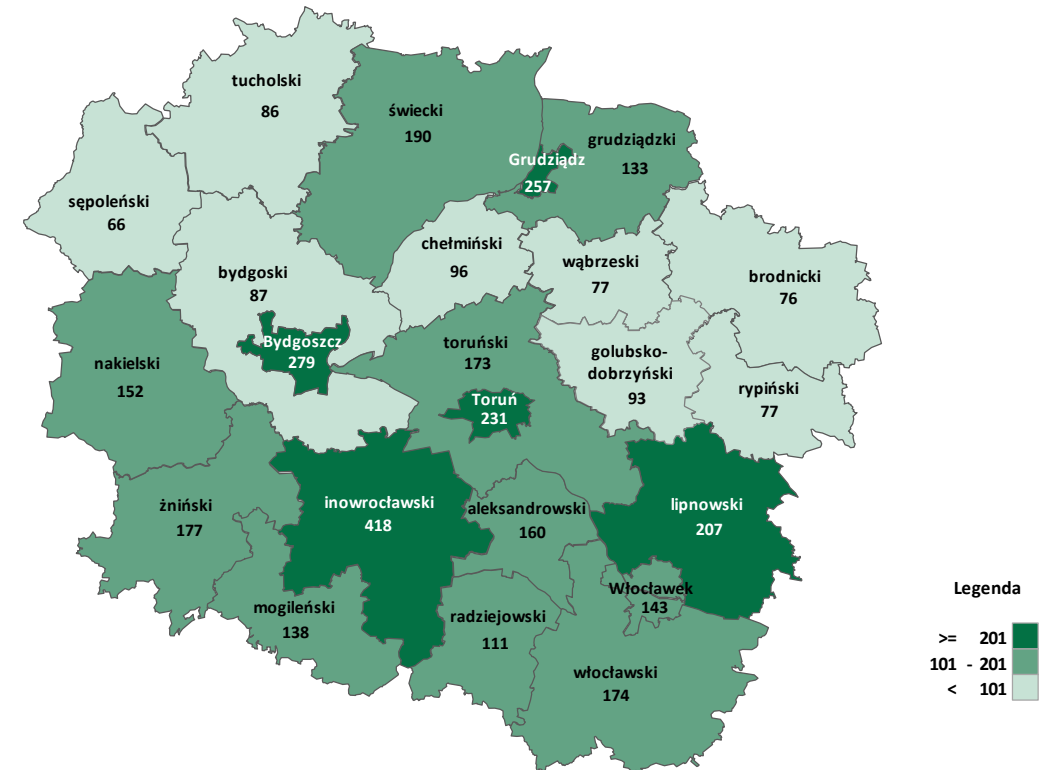 tucholski
86
świecki
190
grudziądzki
133
Grudziądz
257
sępoleński
66
bydgoski
87
chełmiński
96
wąbrzeski
77
brodnicki
76
Bydgoszcz
279
nakielski
152
toruński
173
golubsko-
dobrzyński
93
rypiński
77
Toruń
231
żniński
177
inowrocławski
418
aleksandrowski
160
lipnowski
207
mogileński
138
radziejowski
111
Włocławek
143
włocławski
174
Legenda
>= 201
101 - 201
< 101